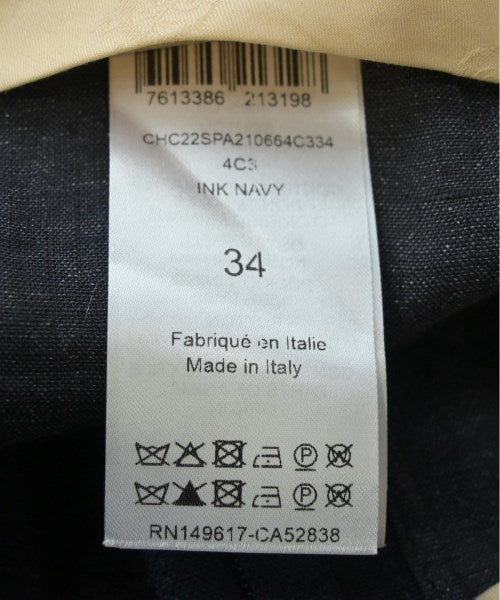 7613386 213198
CHC22SPA210664C334
4C3
INK NAVY
34
Fabriqué en Italie
Made in Italy
P
P
RN149617-CA52838